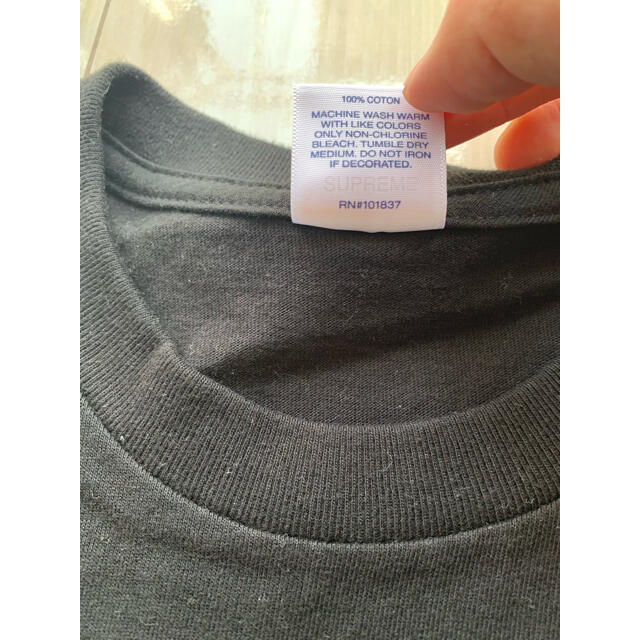 100% COTON
MACHINE WASH WARM
WITH LIKE COLORS
ONLY NON-CHLORINE
BLEACH. TUMBLE DRY
MEDIUM. DO NOT IRON
IF DECORATED.
SUPREME
RN#101837